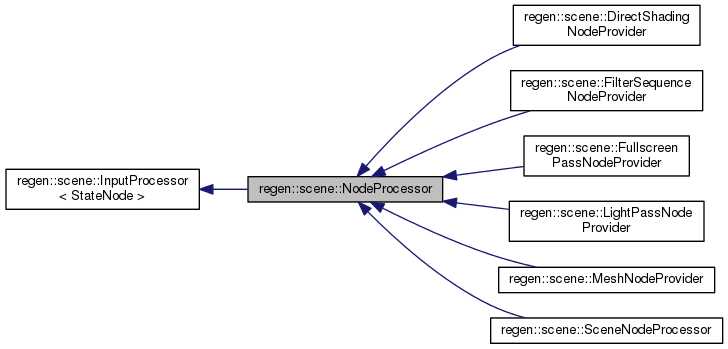 regen::scene::InputProcessor
< StateNode >
regen::scene::NodeProcessor
regen::scene::DirectShading
NodeProvider
regen::scene::FilterSequence
NodeProvider
regen::scene::Fullscreen
PassNodeProvider
regen::scene::LightPassNode
Provider
regen::scene::MeshNodeProvider
regen::scene::SceneNodeProcessor